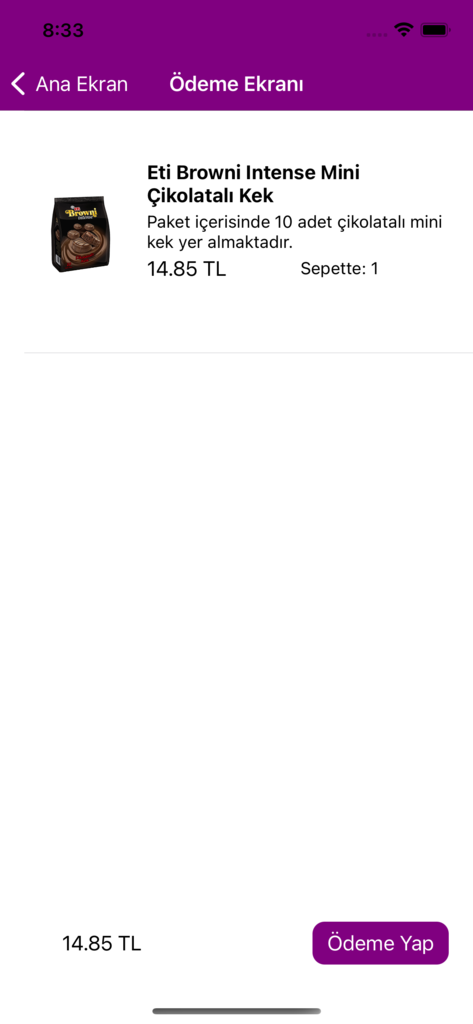 8:33
Ana Ekran Ödeme Ekranı
Eti Browni Intense Mini
Çikolatalı Kek
Paket içerisinde 10 adet çikolatalı mini
kek yer almaktadır.
14.85 TL Sepette: 1
Browni
14.85 TL Ödeme Yap